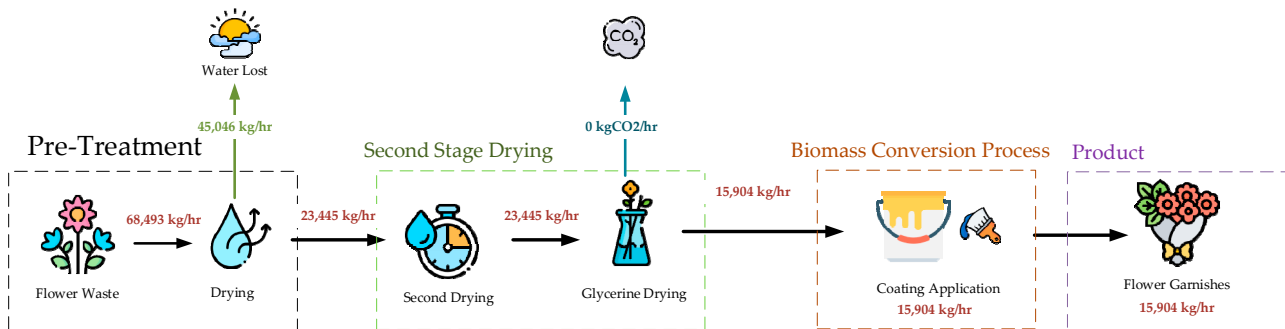 CO2
Water Lost
45,046 kg/hr
0 kgCO2/hr
Pre-Treatment
Second Stage Drying
Biomass Conversion Process
Product
68,493 kg/hr
23,445 kg/hr
23,445 kg/hr
15,904 kg/hr
Flower Waste
Drying
Second Drying
Glycerine Drying
Coating Application
15,904 kg/hr
Flower Garnishes
15,904 kg/hr